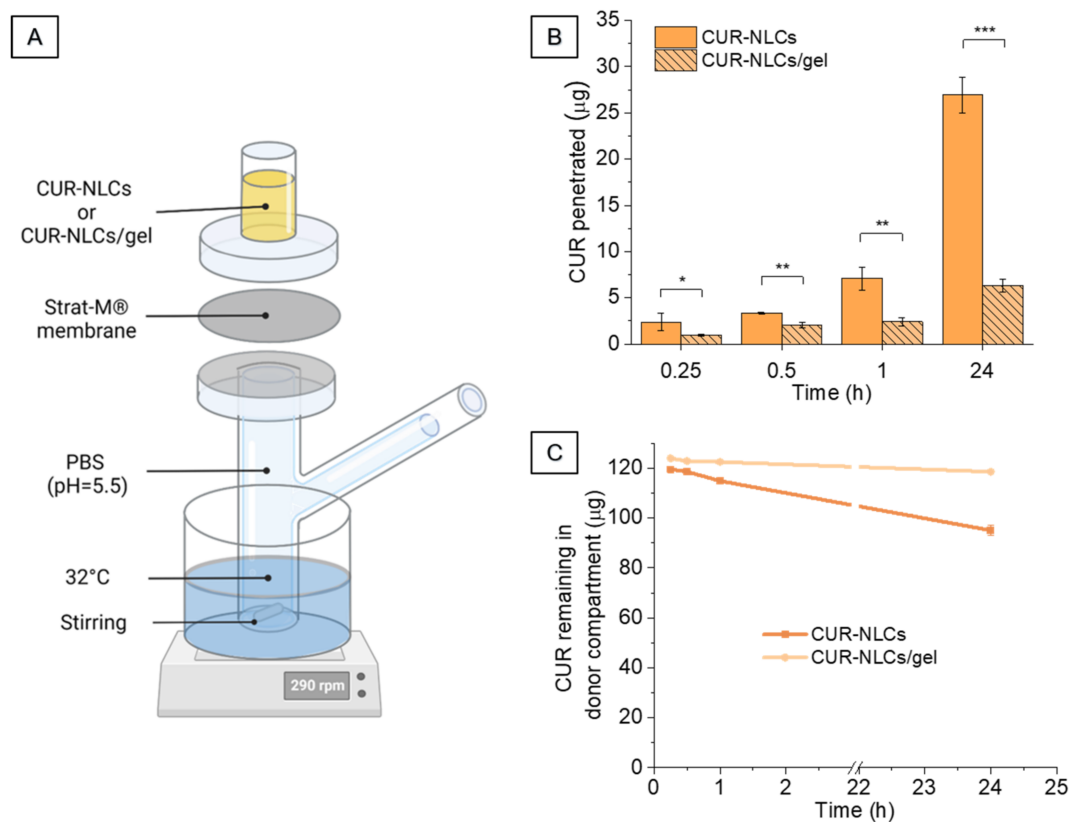 A
CUR-NLCs
or
CUR-NLCs/gel
Strat-M®
membrane
PBS
(pH=5.5)
32°C
Stirring
290 rpm
B
CUR-NLCs
CUR-NLCs/gel
CUR penetrated (µg)
35
30
25
20
15
10
5
0
*
**
**
***
0.25 0.5 1 24
Time (h)
C
CUR remaining in
donor compartment (µg)
120
100
80
60
40
20
0
CUR-NLCs
CUR-NLCs/gel
0 1 2 22 23 24 25
Time (h)